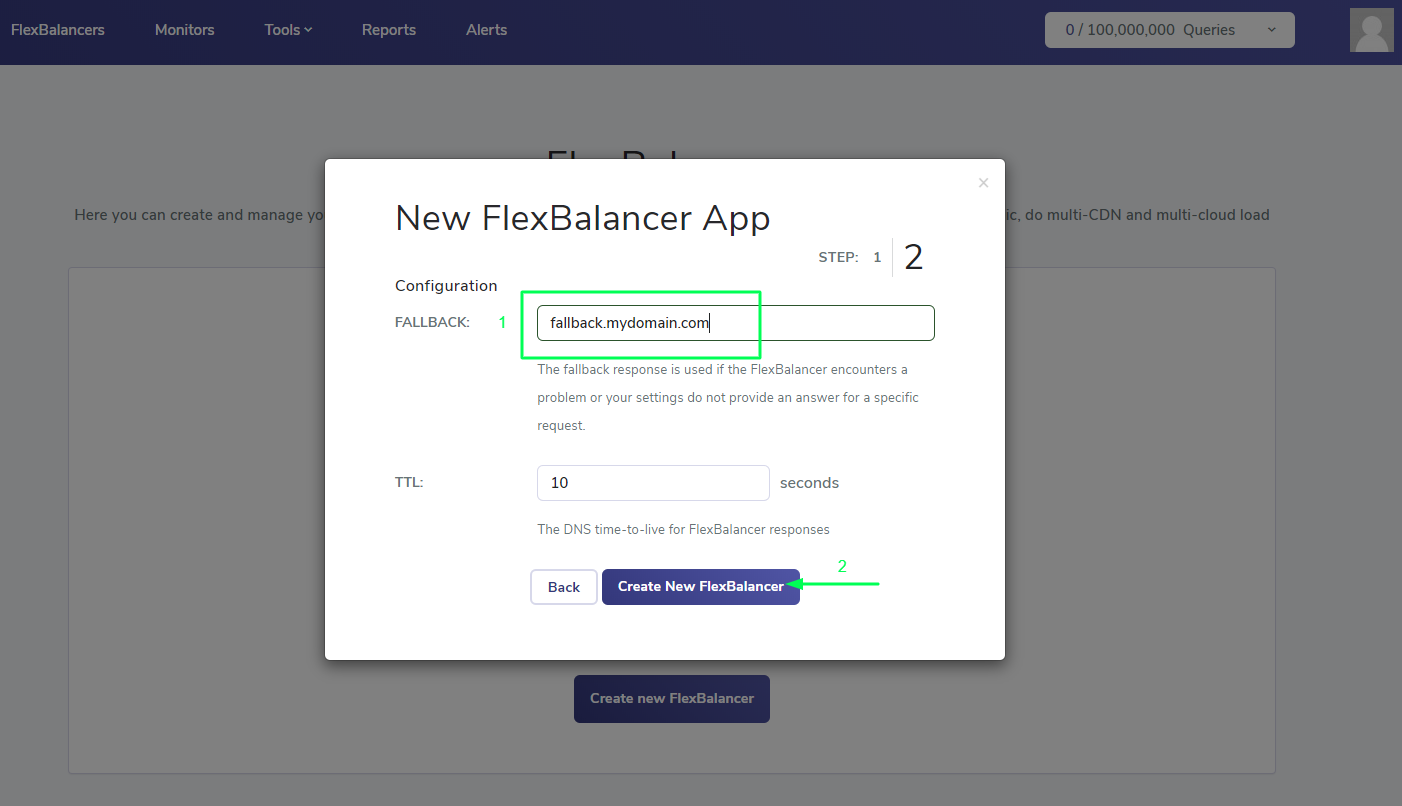 FlexBalancers Monitors Tools Reports Alerts 0 / 100,000,000 Queries
Here you can create and manage yo
ic, do multi-CDN and multi-cloud load
×
New FlexBalancer App
STEP: 1 2
Configuration
FALLBACK: 1 fallback.mydomain.com
The fallback response is used if the FlexBalancer encounters a
problem or your settings do not provide an answer for a specific
request.
TTL: 10 seconds
The DNS time-to-live for FlexBalancer responses
2
Back Create New FlexBalancer
Create new FlexBalancer